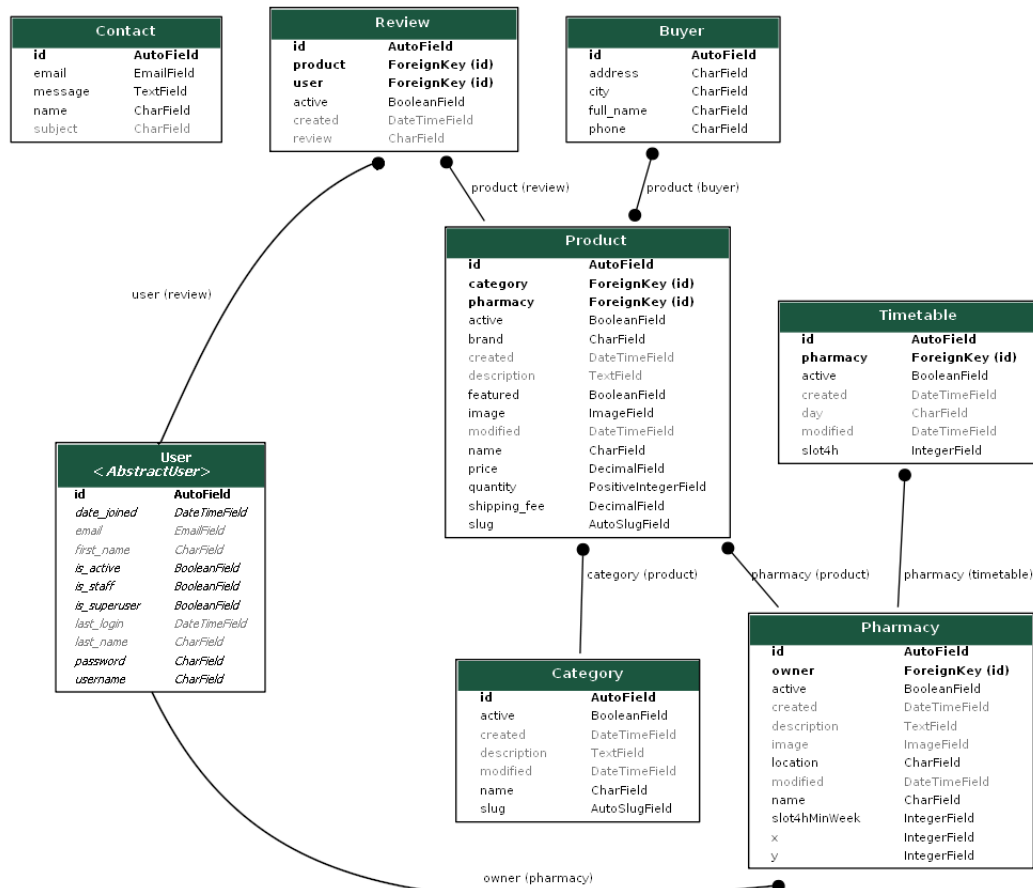 Contact
id AutoField
email EmailField
message TextField
name CharField
subject CharField
Review
id AutoField
product ForeignKey (id)
user ForeignKey (id)
active BooleanField
created DateTimeField
review CharField
Buyer
id AutoField
address CharField
city CharField
full_name CharField
phone CharField
product (review)
product (buyer)
user (review)
Product
id AutoField
category ForeignKey (id)
pharmacy ForeignKey (id)
active BooleanField
brand CharField
created DateTimeField
description TextField
featured BooleanField
image ImageField
modified DateTimeField
name CharField
price DecimalField
quantity PositiveIntegerField
shipping_fee DecimalField
slug AutoSlugField
Timetable
id AutoField
pharmacy ForeignKey (id)
active BooleanField
created DateTimeField
day CharField
modified DateTimeField
slot4h IntegerField
User
<AbstractUser>
id AutoField
date_joined DateTimeField
email EmailField
first_name CharField
is_active BooleanField
is_staff BooleanField
is_superuser BooleanField
last_login DateTimeField
last_name CharField
password CharField
username CharField
category (product)
pharmacy (product)
pharmacy (timetable)
Category
id AutoField
active BooleanField
created DateTimeField
description TextField
modified DateTimeField
name CharField
slug AutoSlugField
Pharmacy
id AutoField
owner ForeignKey (id)
active BooleanField
created DateTimeField
description TextField
image ImageField
location CharField
modified DateTimeField
name CharField
slot4hMinWeek IntegerField
x IntegerField
y IntegerField
owner (pharmacy)